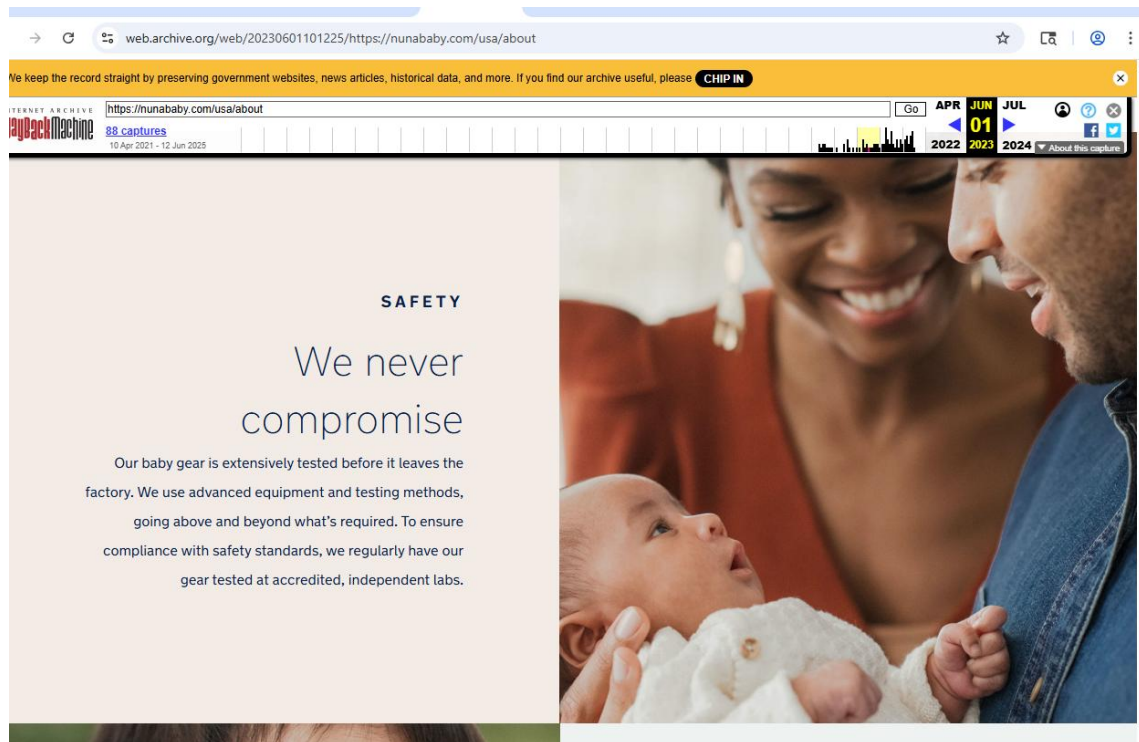 web.archive.org/web/20230601101225/https://nunababy.com/usa/about
We keep the record straight by preserving government websites, news articles, historical data, and more. If you find our archive useful, please CHIP IN
INTERNET ARCHIVE
WayBackMachine
https://nunababy.com/usa/about
Go
88 captures
10 Apr 2021 - 12 Jun 2025
APR JUN JUL
01
2022 2023 2024
About this capture
SAFETY
We never
compromise
Our baby gear is extensively tested before it leaves the
factory. We use advanced equipment and testing methods,
going above and beyond what's required. To ensure
compliance with safety standards, we regularly have our
gear tested at accredited, independent labs.